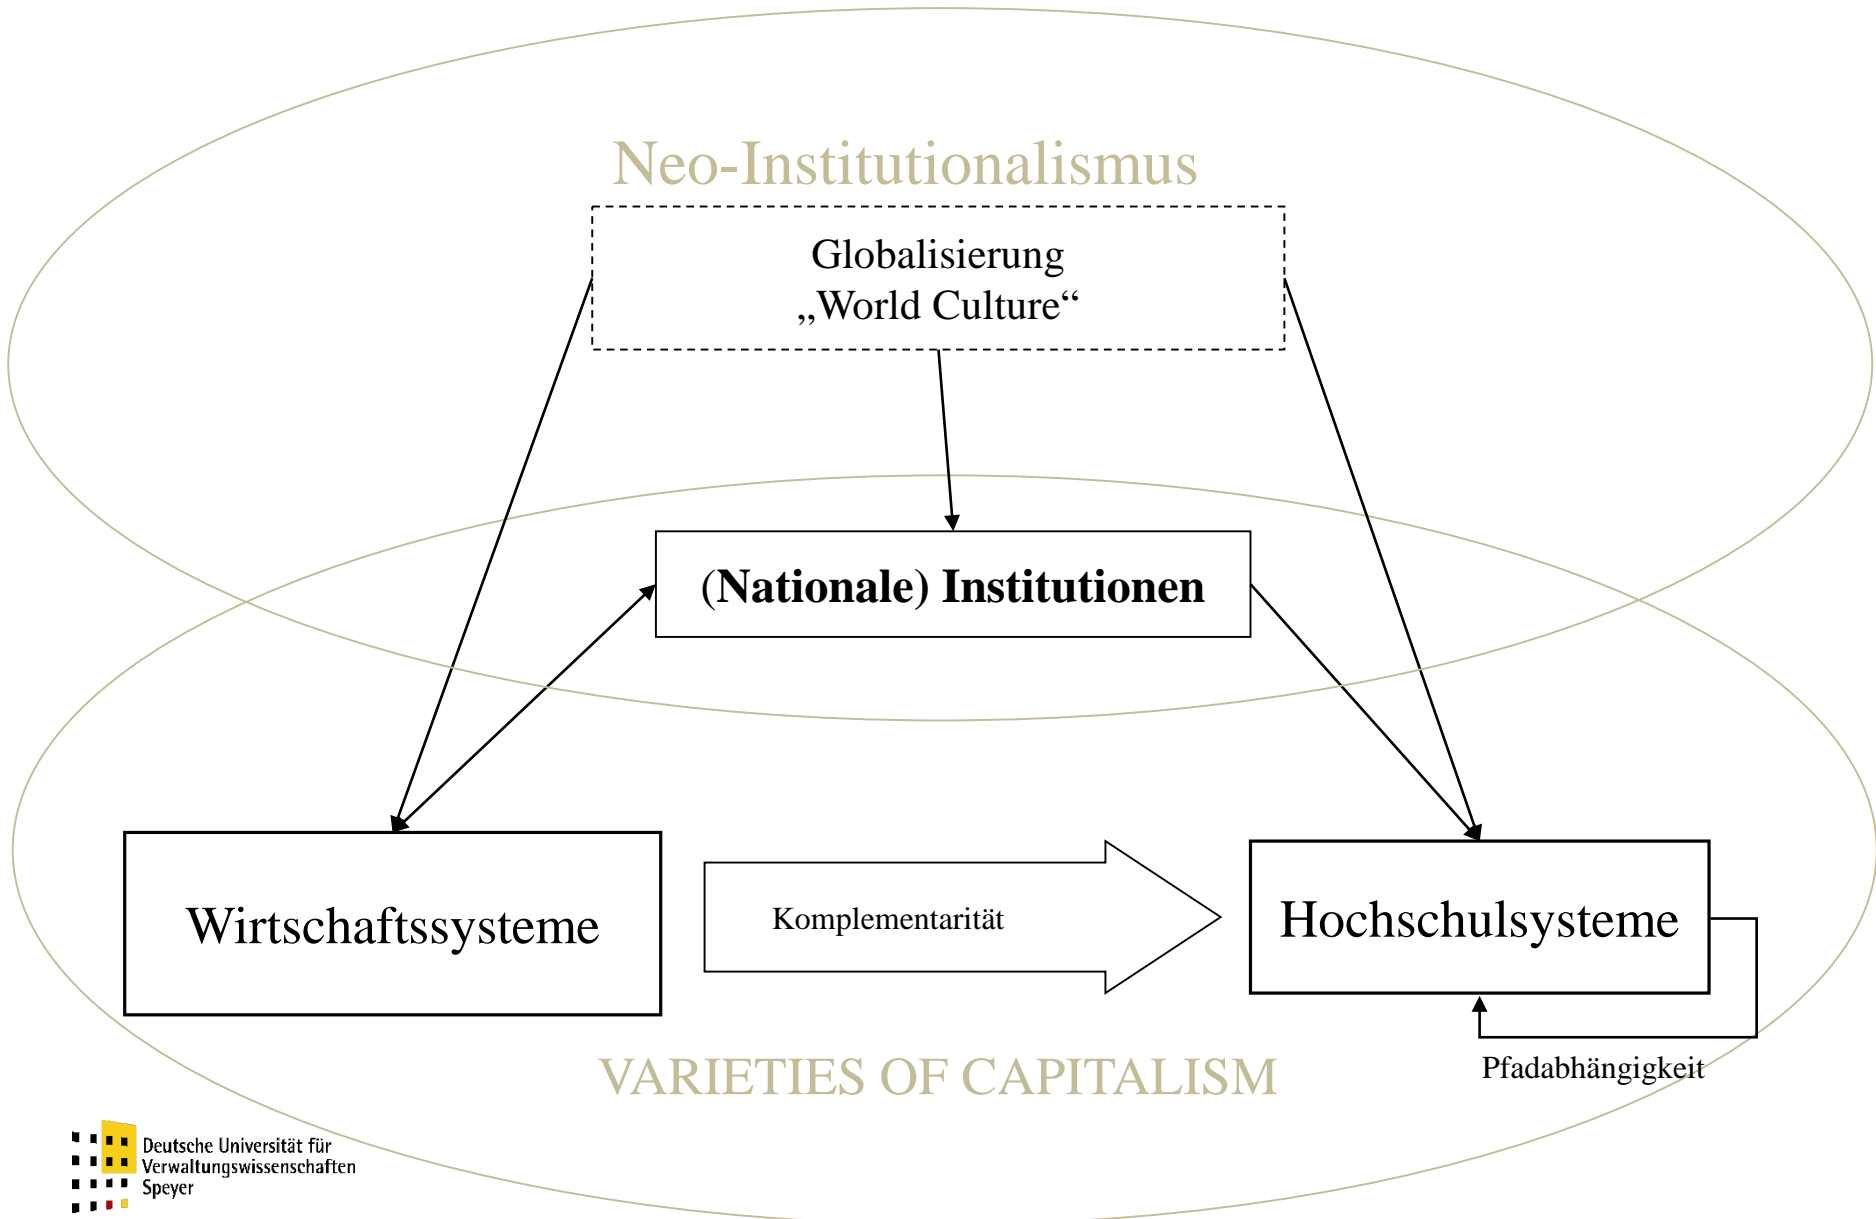 Neo-Institutionalismus
Globalisierung
„World Culture“
(Nationale) Institutionen
Wirtschaftssysteme
Komplementarität
Hochschulsysteme
Pfadabhängigkeit
VARIETIES OF CAPITALISM
Deutsche Universität für
Verwaltungswissenschaften
Speyer